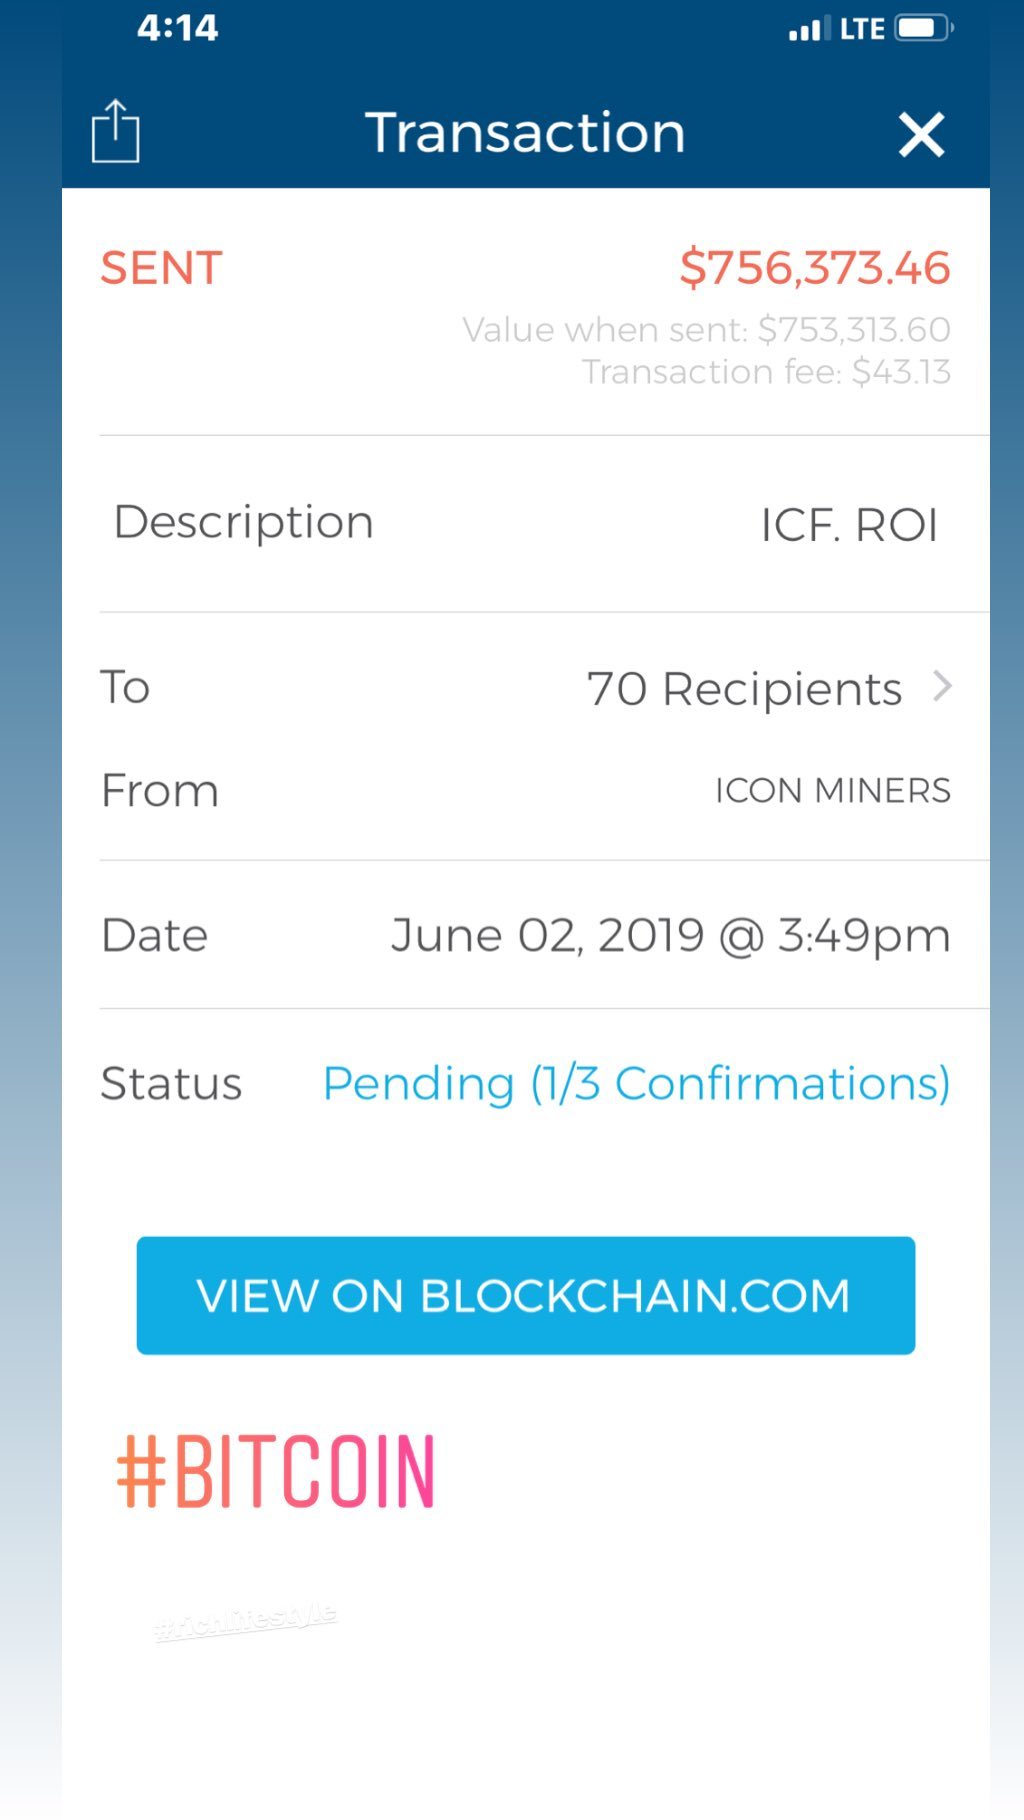 4:14 LTE
Transaction
SENT $756,373.46
Value when sent: $753,313.60
Transaction fee: $43.13
Description ICF. ROI
To 70 Recipients
From ICON MINERS
Date June 02, 2019 @ 3:49pm
Status Pending (1/3 Confirmations)
VIEW ON BLOCKCHAIN.COM
#BITCOIN
#richlifestyle